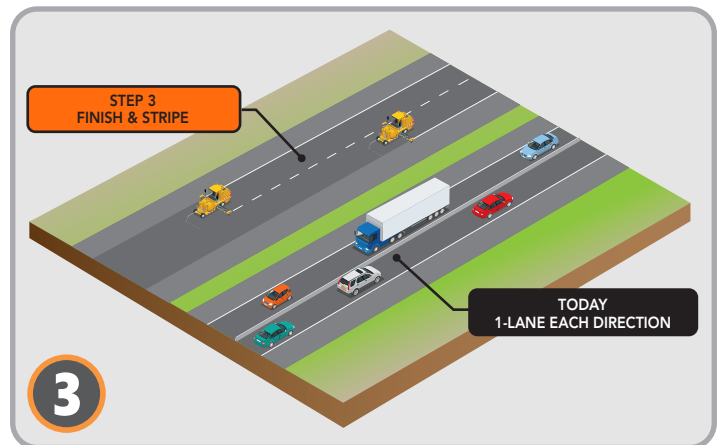 STEP 3
FINISH & STRIPE
TODAY
1-LANE EACH DIRECTION
3